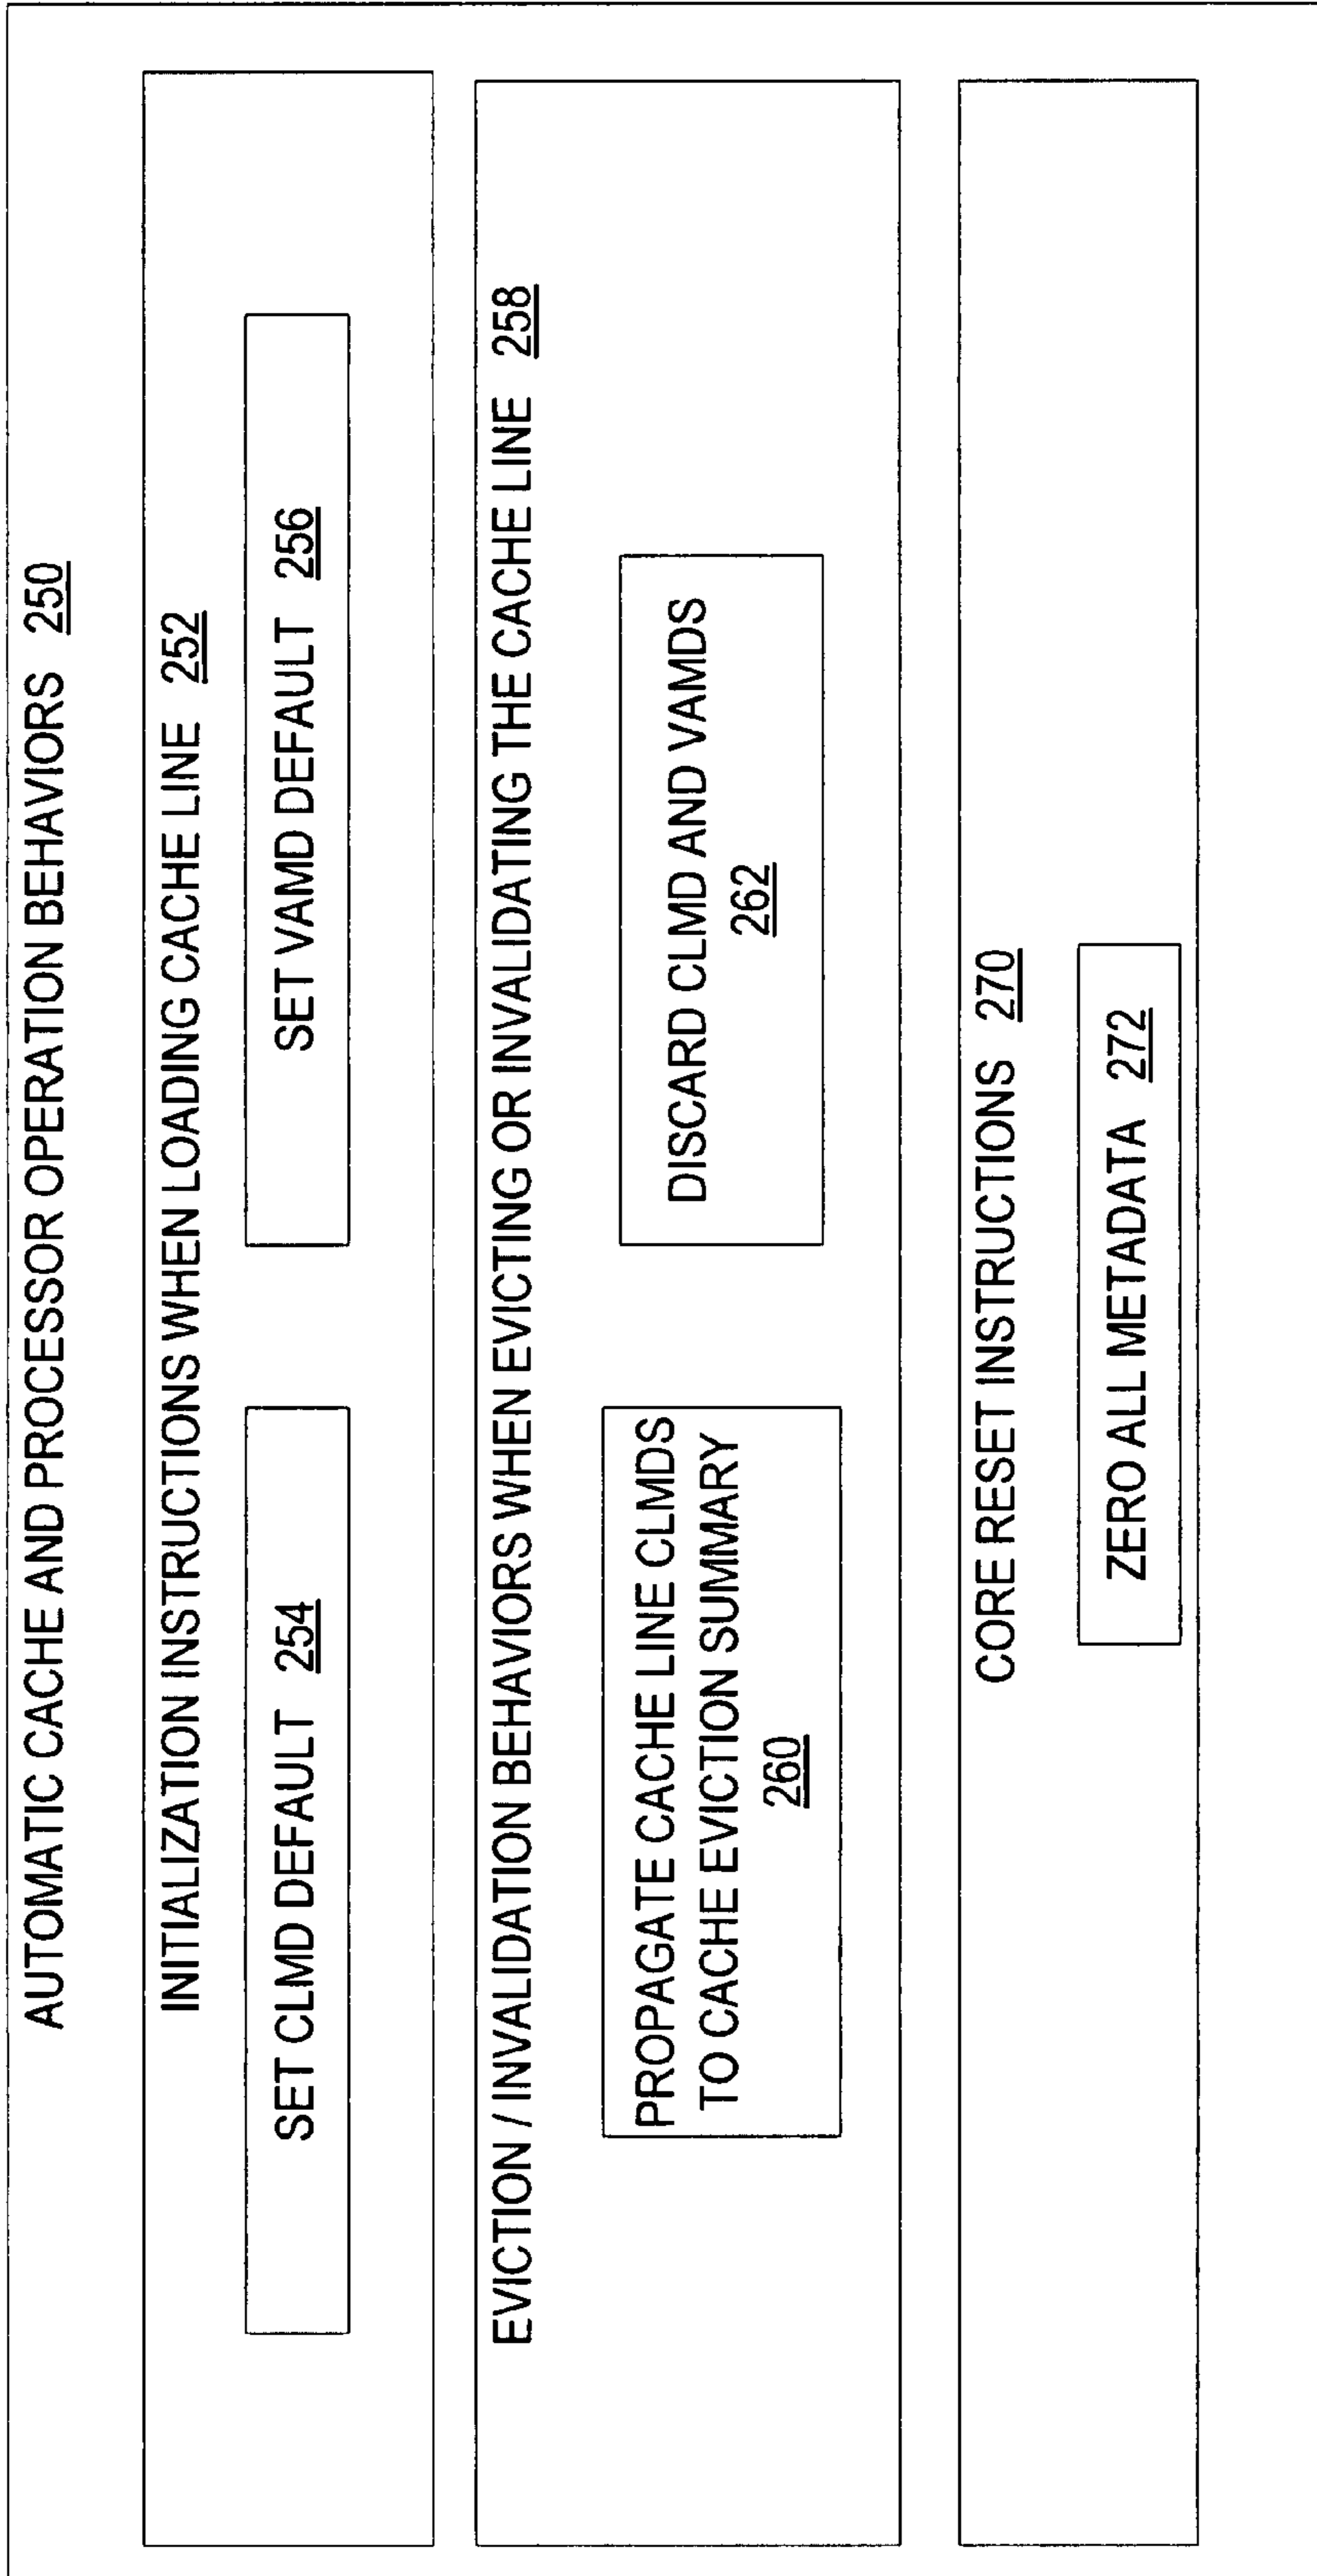 AUTOMATIC CACHE AND PROCESSOR OPERATION BEHAVIORS 250
INITIALIZATION INSTRUCTIONS WHEN LOADING CACHE LINE 252
SET CLMD DEFAULT 254
SET VAMD DEFAULT 256
EVICTION / INVALIDATION BEHAVIORS WHEN EVICTING OR INVALIDATING THE CACHE LINE 258
PROPAGATE CACHE LINE CLMDS
TO CACHE EVICTION SUMMARY
260
DISCARD CLMD AND VAMDS
262
CORE RESET INSTRUCTIONS 270
ZERO ALL METADATA 272